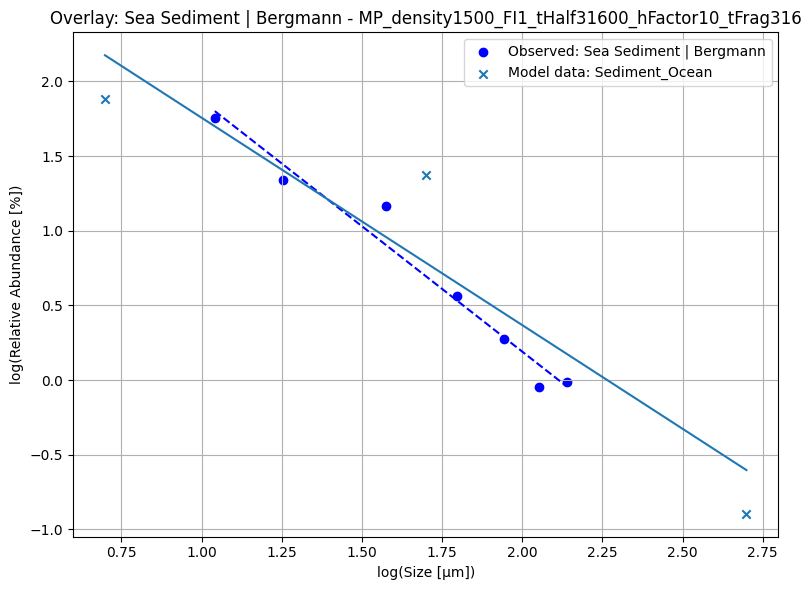 Overlay: Sea Sediment | Bergmann - MP_density1500_FI1_tHalf31600_hFactor10_tFrag316
Observed: Sea Sediment | Bergmann
Model data: Sediment_Ocean
log(Relative Abundance [%])
2.0
1.5
1.0
0.5
0.0
−0.5
−1.0
0.75 1.00 1.25 1.50 1.75 2.00 2.25 2.50 2.75
log(Size [μm])